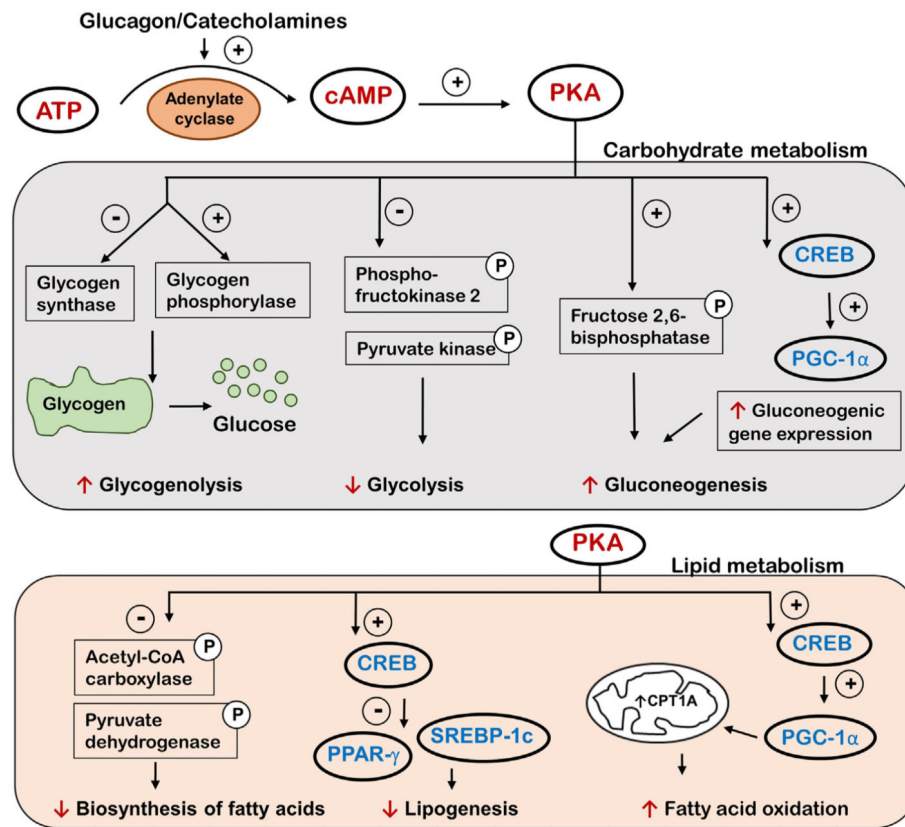 Glucagon/Catecholamines
+
ATP
Adenylate
cyclase
cAMP
+
PKA
Carbohydrate metabolism
-
+
-
+
+
Glycogen
synthase
Glycogen
phosphorylase
Phospho-
fructokinase 2
P
Pyruvate kinase
P
Fructose 2,6-
bisphosphatase
P
CREB
+
PGC-1α
Glycogen
Glucose
↑ Gluconeogenic
gene expression
↑ Glycogenolysis
↓ Glycolysis
↑ Gluconeogenesis
PKA
Lipid metabolism
-
+
+
Acetyl-CoA
carboxylase
P
Pyruvate
dehydrogenase
P
CREB
-
PPAR-γ
SREBP-1c
CREB
+
PGC-1α
↑CPT1A
↓ Biosynthesis of fatty acids
↓ Lipogenesis
↑ Fatty acid oxidation